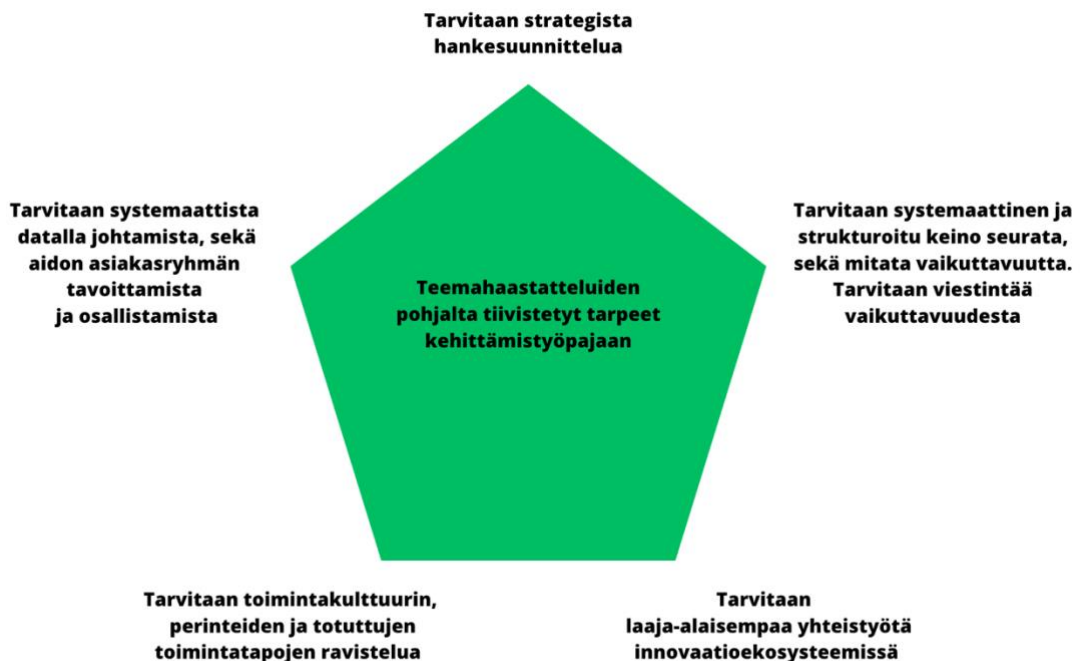 Tarvitaan strategista
hankesuunnittelua
Tarvitaan systemaattista
datalla johtamista, sekä
aidon asiakasryhmän
tavoittamista
ja osallistamista
Tarvitaan systemaattinen ja
strukturoitu keino seurata,
sekä mitata vaikuttavuutta.
Tarvitaan viestintää
vaikuttavuudesta
Teemahaastatteluiden
pohjalta tiivistetyt tarpeet
kehittämistyöpajaan
Tarvitaan toimintakulttuurin,
perinteiden ja totuttujen
toimintatapojen ravistelua
Tarvitaan
laaja-alaisempaa yhteistyötä
innovaatioekosysteemissä